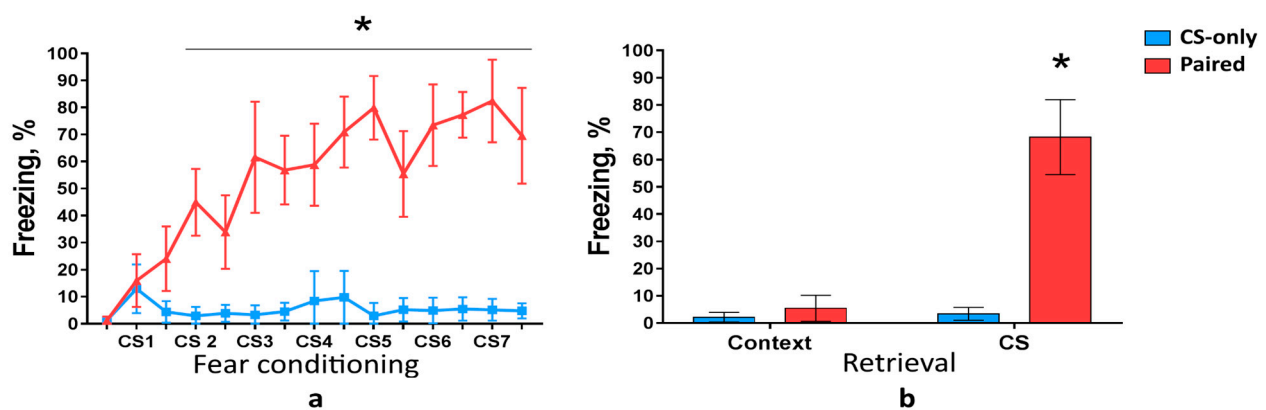 *
Freezing, %
100
90
80
70
60
50
40
30
20
10
0
CS1 CS 2 CS3 CS4 CS5 CS6 CS7
Fear conditioning
a
Freezing, %
100
90
80
70
60
50
40
30
20
10
0
*
Context CS
Retrieval
b
CS-only
Paired